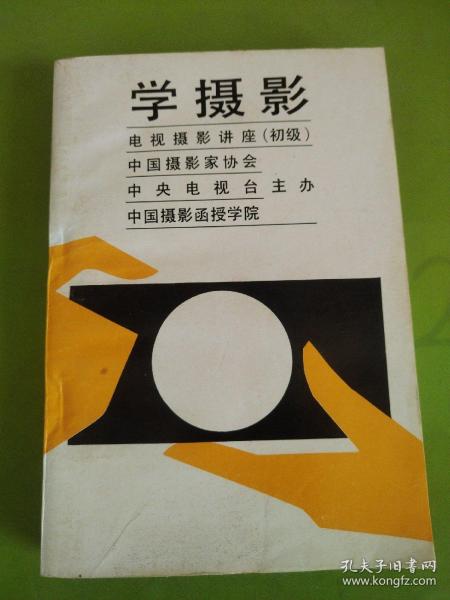 学摄影
电视摄影讲座(初级)
中国摄影家协会
中央电视台主办
中国摄影函授学院
孔夫子旧书网
www.kongfz.com